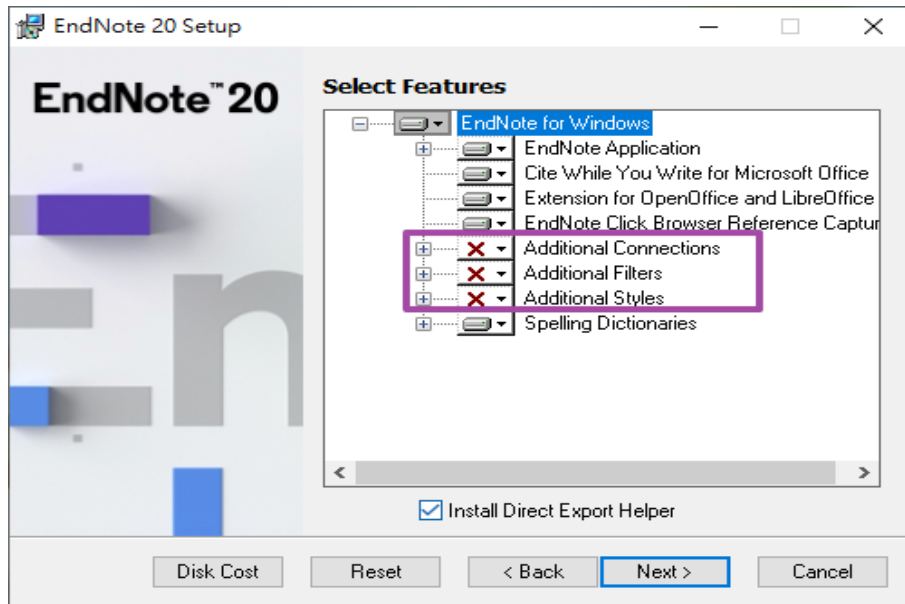 EndNote 20 Setup
EndNote™20
Select Features
EndNote for Windows
EndNote Application
Cite While You Write for Microsoft Office
Extension for OpenOffice and LibreOffice
EndNote Click Browser Reference Captur
Additional Connections
Additional Filters
Additional Styles
Spelling Dictionaries
Install Direct Export Helper
Disk Cost Reset < Back Next > Cancel